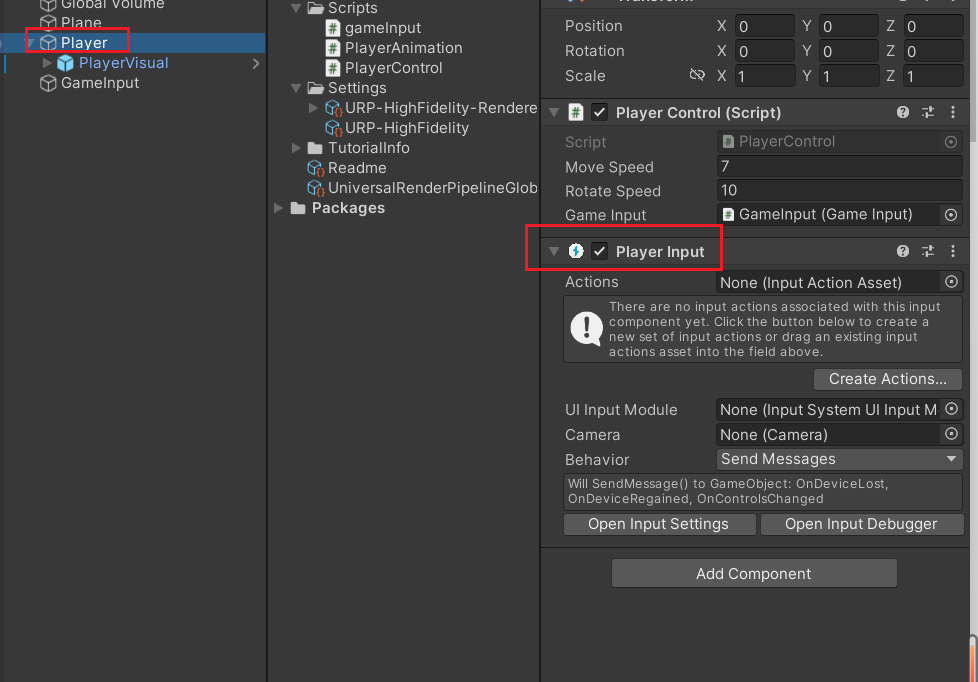 Global Volume
Plane
Player
PlayerVisual
GameInput
Scripts
gameInput
PlayerAnimation
PlayerControl
Settings
URP-HighFidelity-Rendere
URP-HighFidelity
TutorialInfo
Readme
UniversalRenderPipelineGlob
Packages
Transform
Position X 0 Y 0 Z 0
Rotation X 0 Y 0 Z 0
Scale X 1 Y 1 Z 1
Player Control (Script)
Script PlayerControl
Move Speed 7
Rotate Speed 10
Game Input GameInput (Game Input)
Player Input
Actions None (Input Action Asset)
There are no input actions associated with this input
component yet. Click the button below to create a
new set of input actions or drag an existing input
actions asset into the field above.
Create Actions...
UI Input Module None (Input System UI Input M
Camera None (Camera)
Behavior Send Messages
Will SendMessage() to GameObject: OnDeviceLost,
OnDeviceRegained, OnControlsChanged
Open Input Settings Open Input Debugger
Add Component